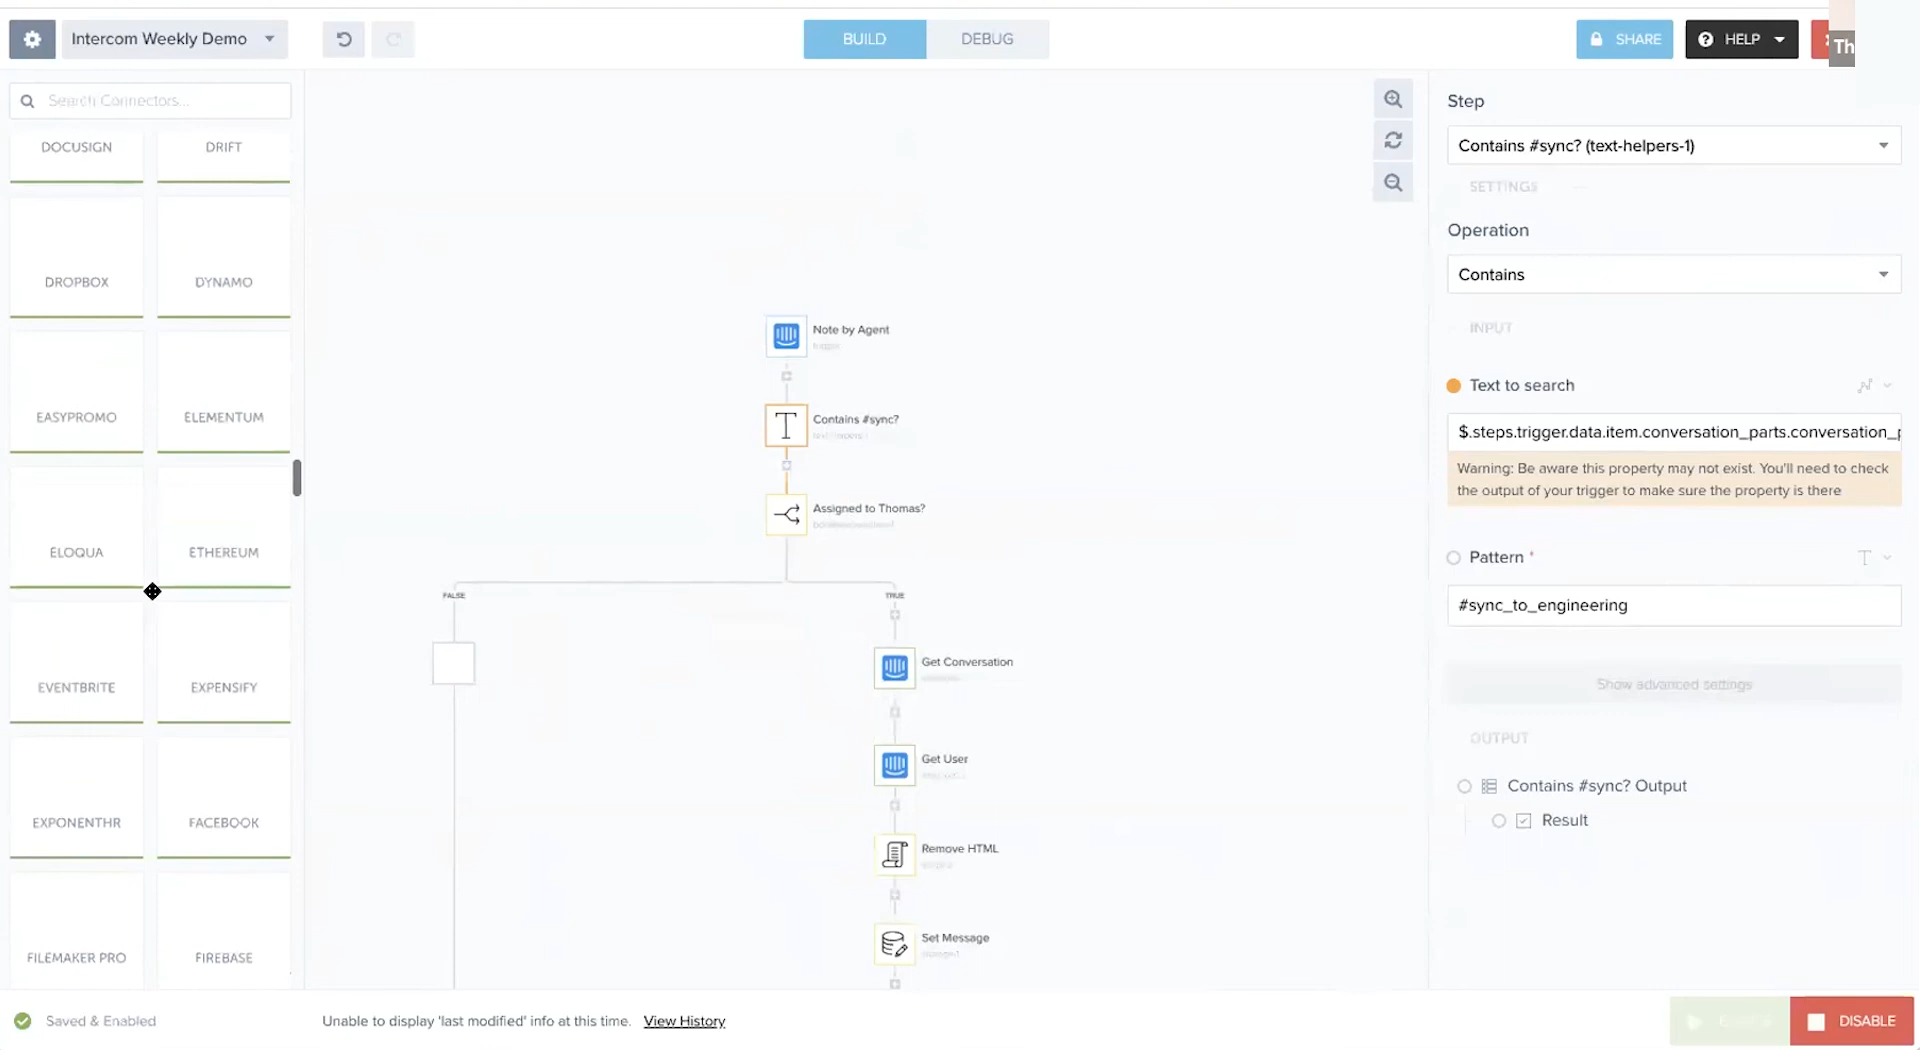 Intercom Weekly Demo
BUILD
DEBUG
SHARE
HELP
Th
Search Connectors...
DOCUSIGN
DRIFT
DROPBOX
DYNAMO
EASYPROMO
ELEMENTUM
ELOQUA
ETHEREUM
EVENTBRITE
EXPENSIFY
EXPONENTHR
FACEBOOK
FILEMAKER PRO
FIREBASE
Note by Agent
trigger
Contains #sync?
Assigned to Thomas?
FALSE
TRUE
Get Conversation
Get User
Remove HTML
Set Message
Step
Contains #sync? (text-helpers-1)
SETTINGS
Operation
Contains
INPUT
Text to search
$.steps.trigger.data.item.conversation_parts.conversation_p
Warning: Be aware this property may not exist. You'll need to check
the output of your trigger to make sure the property is there
Pattern *
#sync_to_engineering
Show advanced settings
OUTPUT
Contains #sync? Output
Result
Saved & Enabled
Unable to display 'last modified' info at this time. View History
DISABLE